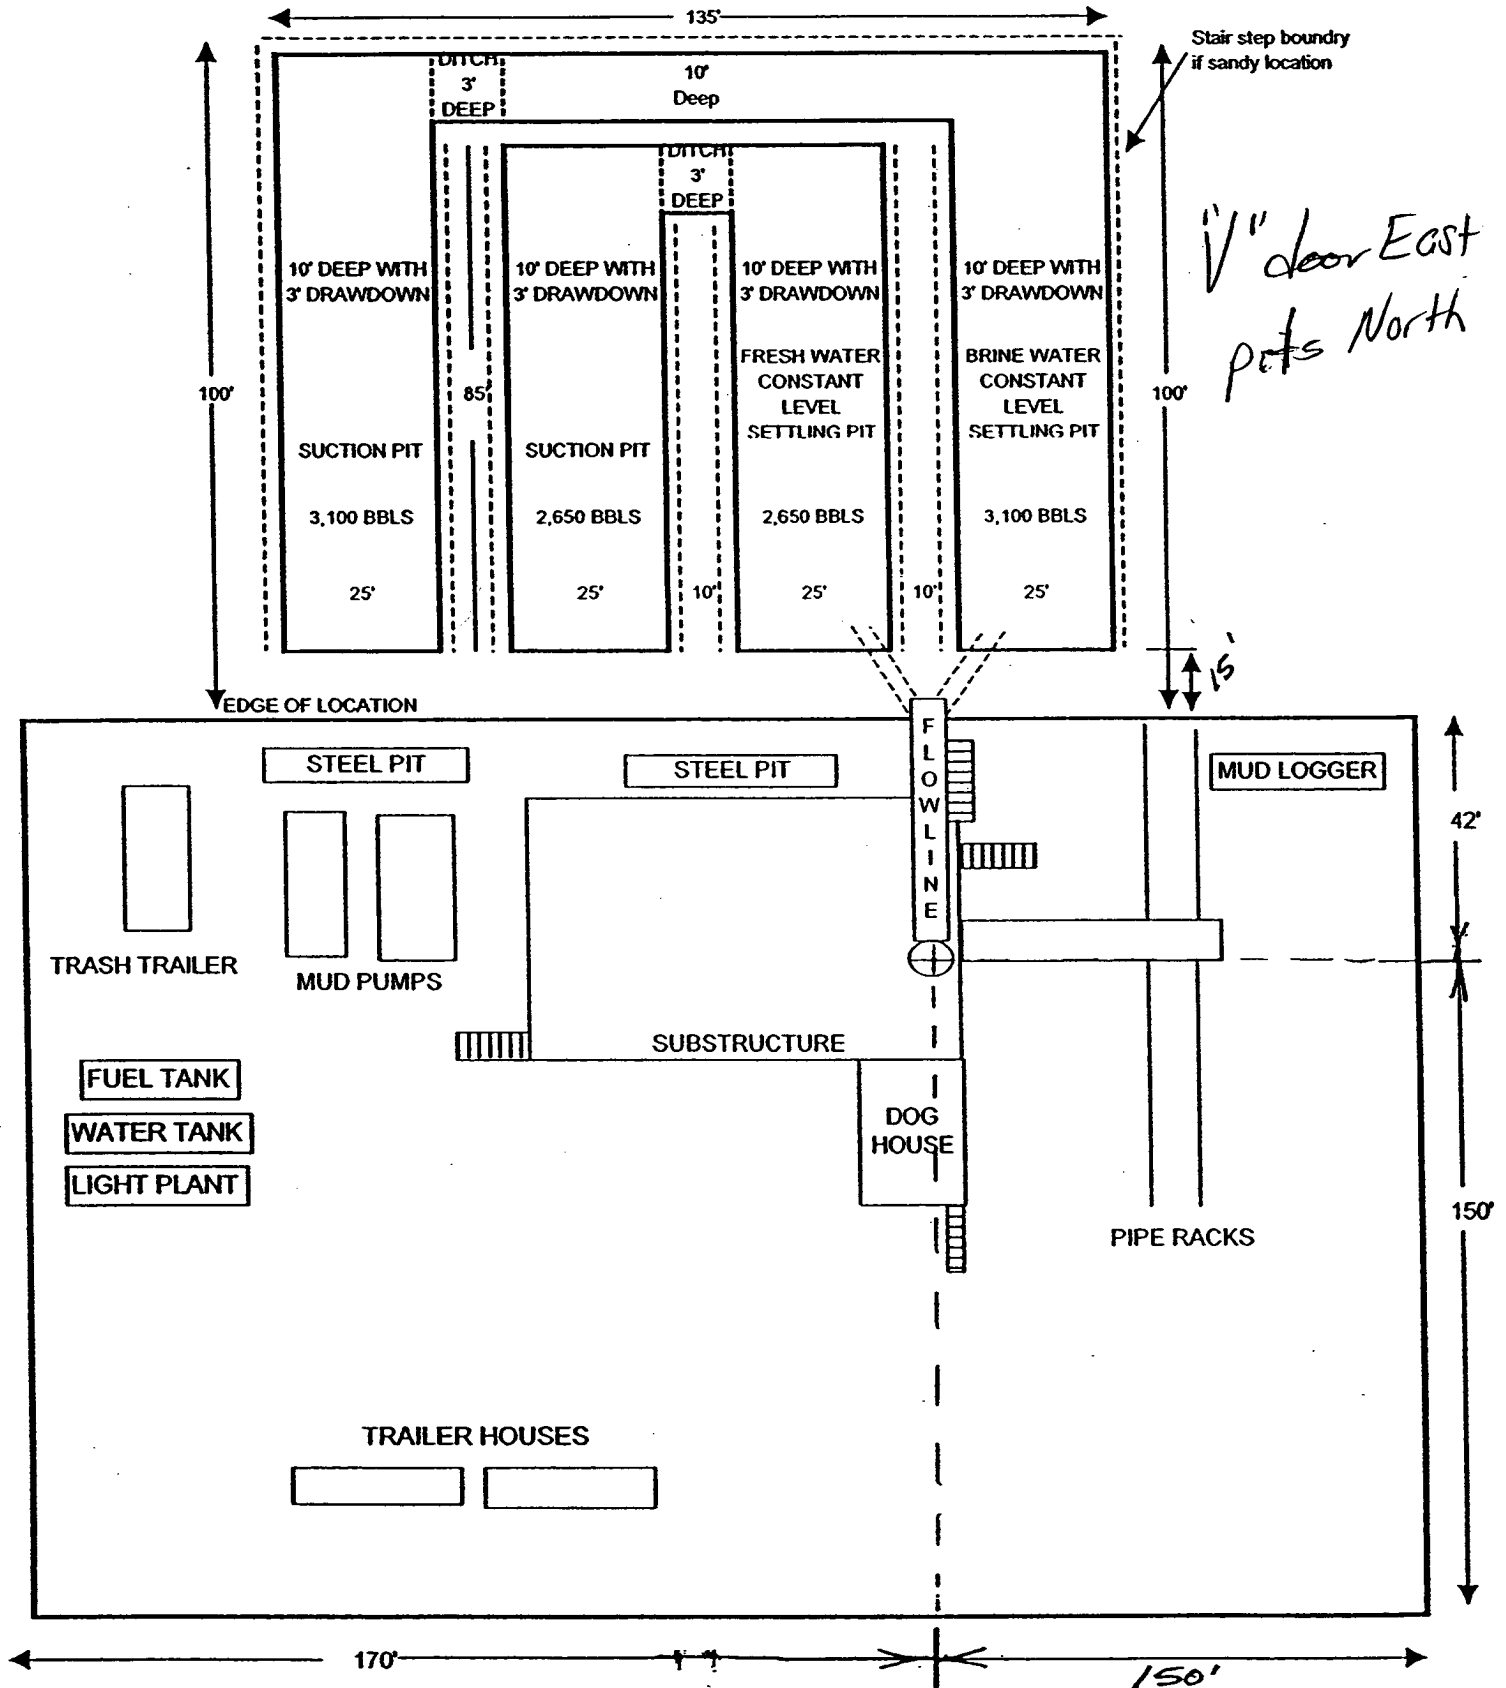 135'
Stair step boundry
if sandy location
DITCH
3'
DEEP
10'
Deep
DITCH
3'
DEEP
"V" door East
pits North
10' DEEP WITH
3' DRAWDOWN
10' DEEP WITH
3' DRAWDOWN
10' DEEP WITH
3' DRAWDOWN
10' DEEP WITH
3' DRAWDOWN
FRESH WATER
CONSTANT
LEVEL
SETTLING PIT
BRINE WATER
CONSTANT
LEVEL
SETTLING PIT
100'
85'
100'
SUCTION PIT
SUCTION PIT
3,100 BBLS
2,650 BBLS
2,650 BBLS
3,100 BBLS
25'
25'
10'
25'
10'
25'
15'
EDGE OF LOCATION
FLOWLINE
STEEL PIT
STEEL PIT
MUD LOGGER
42'
TRASH TRAILER
MUD PUMPS
SUBSTRUCTURE
FUEL TANK
WATER TANK
LIGHT PLANT
DOG
HOUSE
150'
PIPE RACKS
TRAILER HOUSES
170'
150'